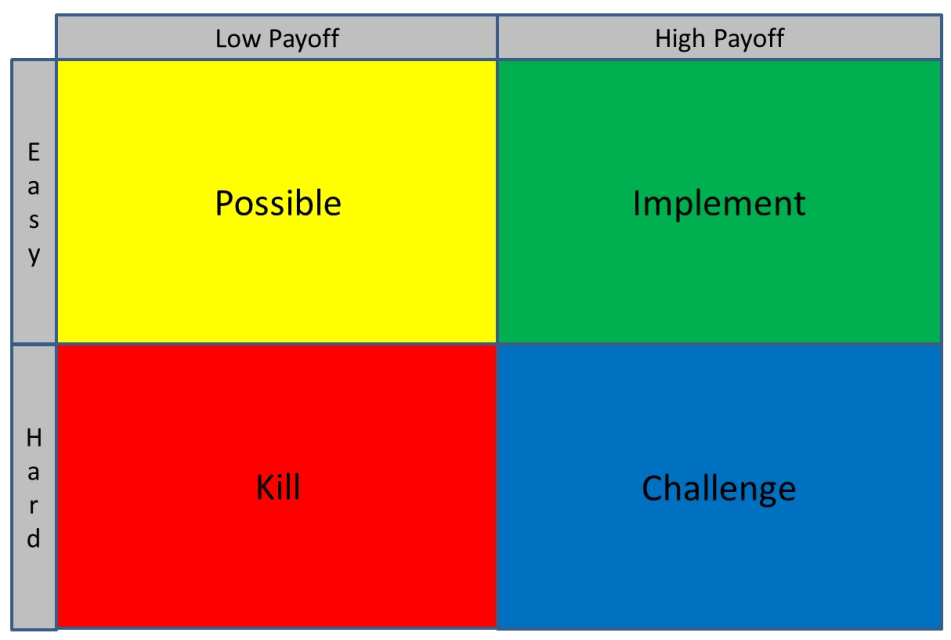 Low Payoff
High Payoff
Easy
Possible
Implement
Hard
Kill
Challenge